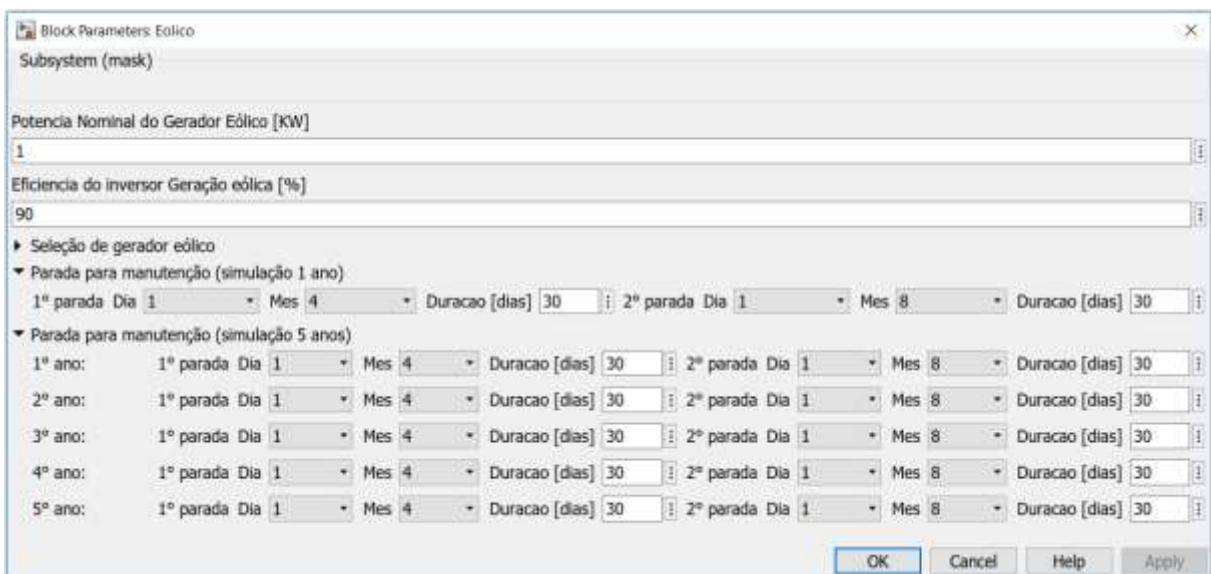 Block Parameters: Eolico
Subsystem (mask)
Potencia Nominal do Gerador Eólico [KW]
1
Eficiencia do inversor Geração eólica [%]
90
Seleção de gerador eólico
Parada para manutenção (simulação 1 ano)
1º parada Dia 1 Mes 4 Duracao [dias] 30 2º parada Dia 1 Mes 8 Duracao [dias] 30
Parada para manutenção (simulação 5 anos)
1º ano: 1º parada Dia 1 Mes 4 Duracao [dias] 30 2º parada Dia 1 Mes 8 Duracao [dias] 30
2º ano: 1º parada Dia 1 Mes 4 Duracao [dias] 30 2º parada Dia 1 Mes 8 Duracao [dias] 30
3º ano: 1º parada Dia 1 Mes 4 Duracao [dias] 30 2º parada Dia 1 Mes 8 Duracao [dias] 30
4º ano: 1º parada Dia 1 Mes 4 Duracao [dias] 30 2º parada Dia 1 Mes 8 Duracao [dias] 30
5º ano: 1º parada Dia 1 Mes 4 Duracao [dias] 30 2º parada Dia 1 Mes 8 Duracao [dias] 30
OK Cancel Help Apply